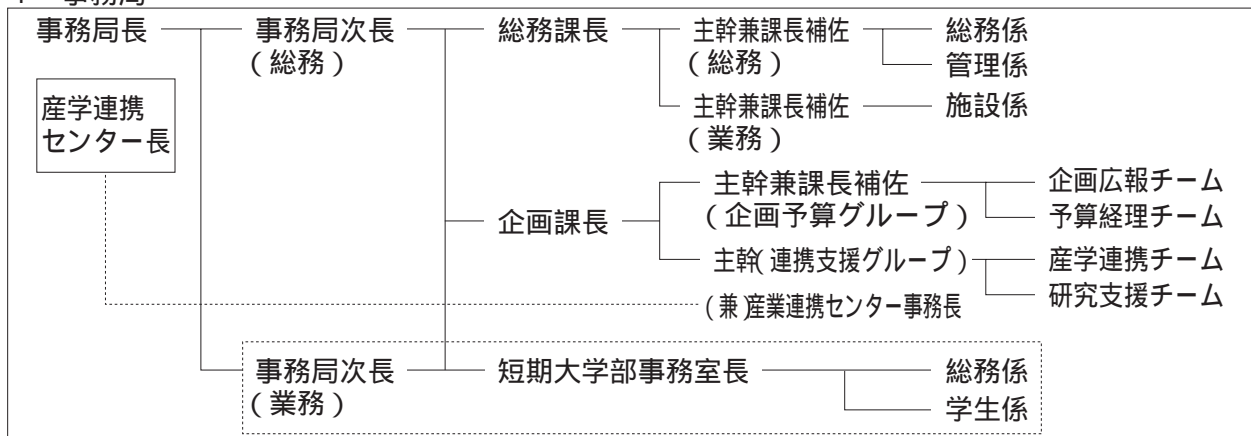 事務局長 事務局次長 総務課長 主幹兼課長補佐 総務係
(総務) (総務) 管理係
産学連携
センター長
主幹兼課長補佐 施設係
(業務)
主幹兼課長補佐 企画広報チーム
企画課長 (企画予算グループ) 予算経理チーム
主幹(連携支援グループ) 産学連携チーム
(兼)産業連携センター事務長 研究支援チーム
事務局次長 短期大学部事務室長 総務係
(業務) 学生係